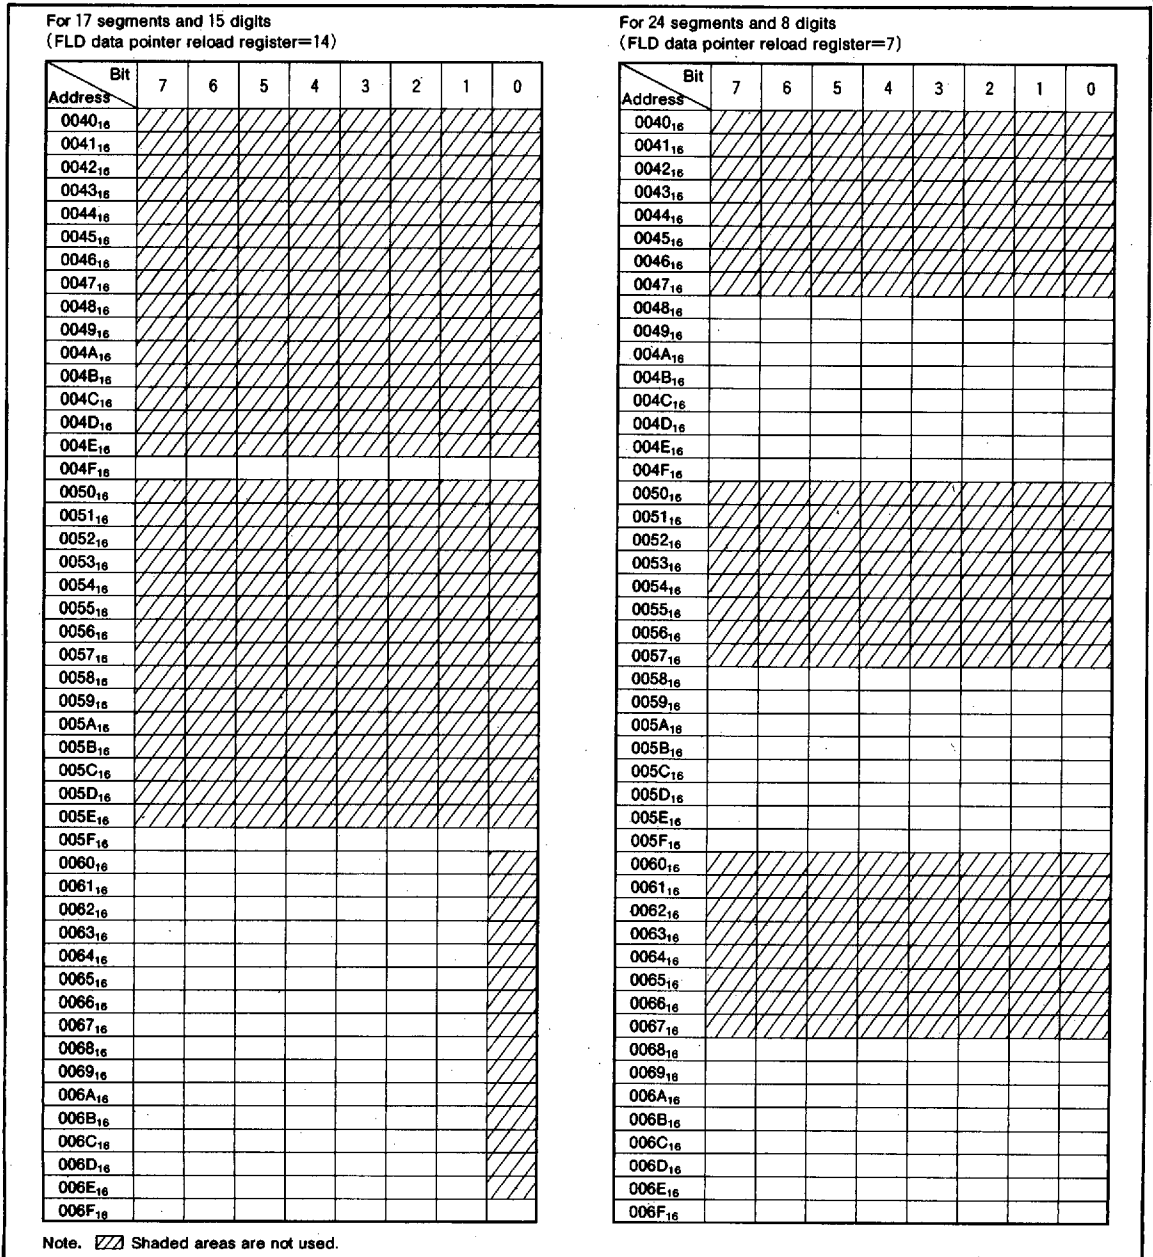 For 17 segments and 15 digits
(FLD data pointer reload register=14)
Bit
Address
7 6 5 4 3 2 1 0
0040₁₆
0041₁₆
0042₁₆
0043₁₆
0044₁₆
0045₁₆
0046₁₆
0047₁₆
0048₁₆
0049₁₆
004A₁₆
004B₁₆
004C₁₆
004D₁₆
004E₁₆
004F₁₆
0050₁₆
0051₁₆
0052₁₆
0053₁₆
0054₁₆
0055₁₆
0056₁₆
0057₁₆
0058₁₆
0059₁₆
005A₁₆
005B₁₆
005C₁₆
005D₁₆
005E₁₆
005F₁₆
0060₁₆
0061₁₆
0062₁₆
0063₁₆
0064₁₆
0065₁₆
0066₁₆
0067₁₆
0068₁₆
0069₁₆
006A₁₆
006B₁₆
006C₁₆
006D₁₆
006E₁₆
006F₁₆
For 24 segments and 8 digits
(FLD data pointer reload register=7)
Bit
Address
7 6 5 4 3 2 1 0
0040₁₆
0041₁₆
0042₁₆
0043₁₆
0044₁₆
0045₁₆
0046₁₆
0047₁₆
0048₁₆
0049₁₆
004A₁₆
004B₁₆
004C₁₆
004D₁₆
004E₁₆
004F₁₆
0050₁₆
0051₁₆
0052₁₆
0053₁₆
0054₁₆
0055₁₆
0056₁₆
0057₁₆
0058₁₆
0059₁₆
005A₁₆
005B₁₆
005C₁₆
005D₁₆
005E₁₆
005F₁₆
0060₁₆
0061₁₆
0062₁₆
0063₁₆
0064₁₆
0065₁₆
0066₁₆
0067₁₆
0068₁₆
0069₁₆
006A₁₆
006B₁₆
006C₁₆
006D₁₆
006E₁₆
006F₁₆
Note. Shaded areas are not used.